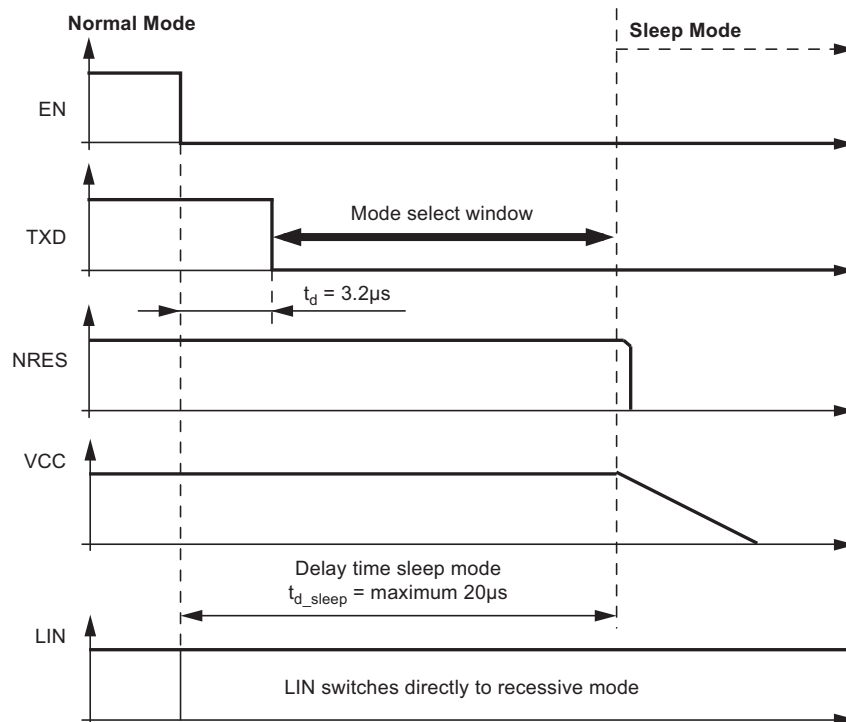 Normal Mode
Sleep Mode
EN
TXD
Mode select window
t_d = 3.2µs
NRES
VCC
Delay time sleep mode
t_d_sleep = maximum 20µs
LIN
LIN switches directly to recessive mode